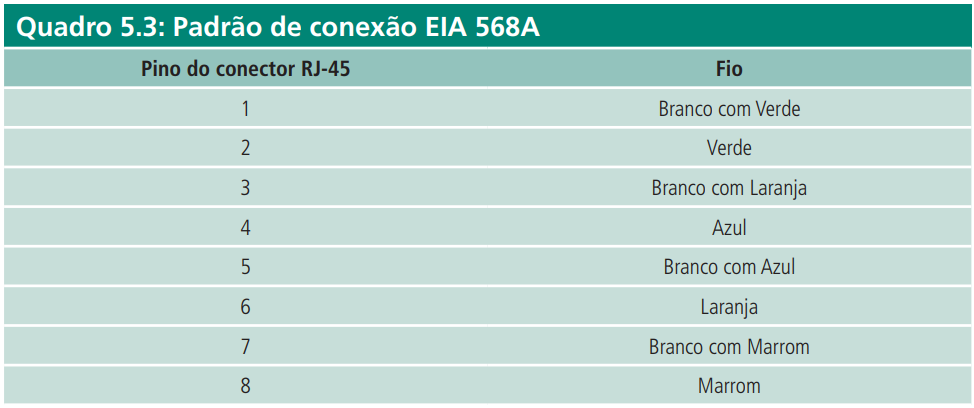 Quadro 5.3: Padrão de conexão EIA 568A
Pino do conector RJ-45 Fio
1 Branco com Verde
2 Verde
3 Branco com Laranja
4 Azul
5 Branco com Azul
6 Laranja
7 Branco com Marrom
8 Marrom